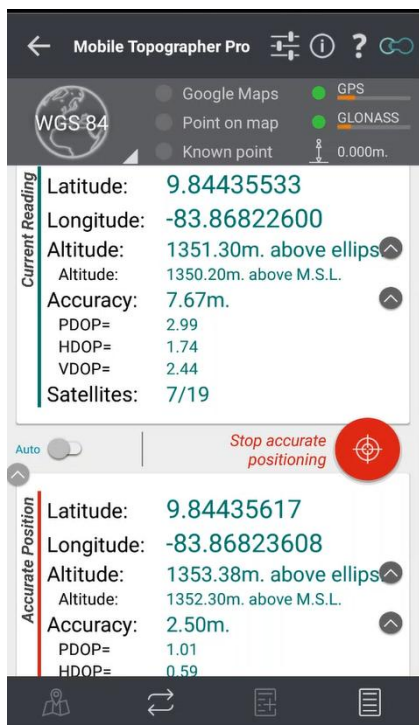 Mobile Topographer Pro
?
WGS 84
Google Maps
Point on map
Known point
GPS
GLONASS
0.000m.
Current Reading
Latitude: 9.84435533
Longitude: -83.86822600
Altitude: 1351.30m. above ellips
Altitude: 1350.20m. above M.S.L.
Accuracy: 7.67m.
PDOP= 2.99
HDOP= 1.74
VDOP= 2.44
Satellites: 7/19
Auto
Stop accurate
positioning
Accurate Position
Latitude: 9.84435617
Longitude: -83.86823608
Altitude: 1353.38m. above ellips
Altitude: 1352.30m. above M.S.L.
Accuracy: 2.50m.
PDOP= 1.01
HDOP= 0.59